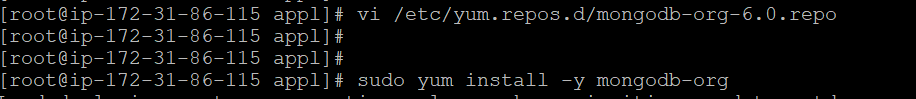 [root@ip-172-31-86-115 appl]# vi /etc/yum.repos.d/mongodb-org-6.0.repo
[root@ip-172-31-86-115 appl]#
[root@ip-172-31-86-115 appl]#
[root@ip-172-31-86-115 appl]# sudo yum install -y mongodb-org